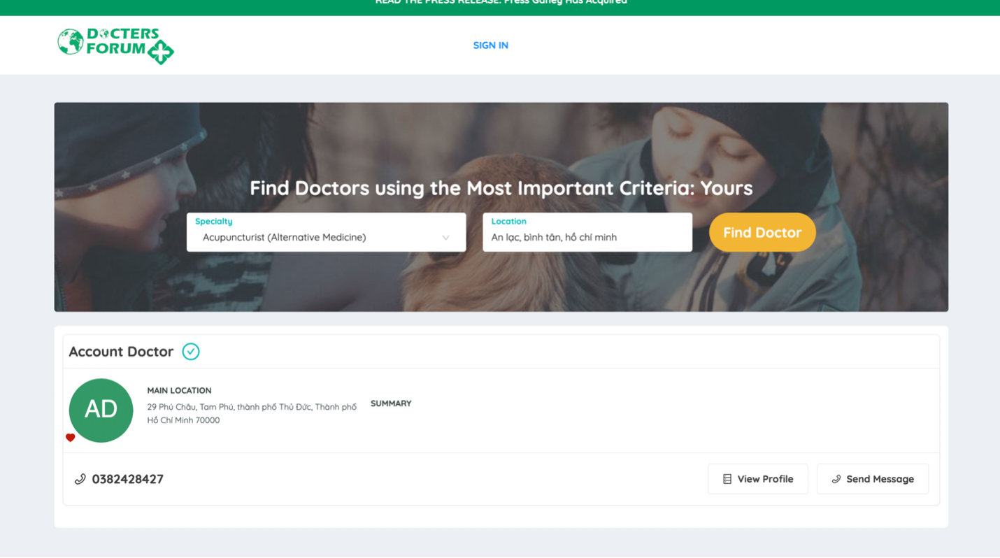 READ THE PRESS RELEASE: Press Ganey Has Acquired
DOCTERS
FORUM
SIGN IN
Find Doctors using the Most Important Criteria: Yours
Specialty
Acupuncturist (Alternative Medicine)
Location
An lạc, bình tân, hồ chí minh
Find Doctor
Account Doctor
AD
MAIN LOCATION
29 Phú Châu, Tam Phú, thành phố Thủ Đức, Thành phố
Hồ Chí Minh 70000
SUMMARY
0382428427
View Profile
Send Message